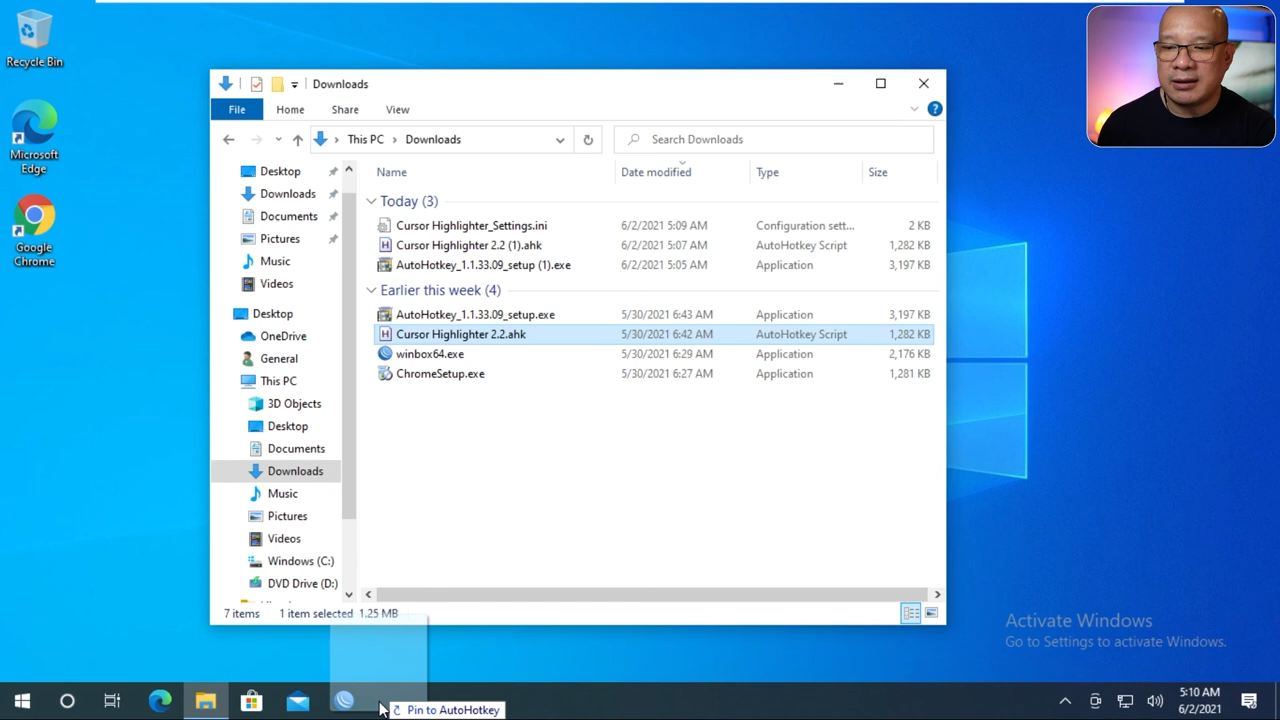 Recycle Bin
Microsoft
Edge
Google
Chrome
Downloads
File Home Share View
This PC Downloads
Search Downloads
Name Date modified Type Size
Desktop
Downloads
Documents
Pictures
Music
Videos
Desktop
OneDrive
General
This PC
3D Objects
Desktop
Documents
Downloads
Music
Pictures
Videos
Windows (C:)
DVD Drive (D:)
Today (3)
Cursor Highlighter_Settings.ini 6/2/2021 5:09 AM Configuration sett... 2 KB
Cursor Highlighter 2.2 (1).ahk 6/2/2021 5:07 AM AutoHotkey Script 1,282 KB
AutoHotkey_1.1.33.09_setup (1).exe 6/2/2021 5:05 AM Application 3,197 KB
Earlier this week (4)
AutoHotkey_1.1.33.09_setup.exe 5/30/2021 6:43 AM Application 3,197 KB
Cursor Highlighter 2.2.ahk 5/30/2021 6:42 AM AutoHotkey Script 1,282 KB
winbox64.exe 5/30/2021 6:29 AM Application 2,176 KB
ChromeSetup.exe 5/30/2021 6:27 AM Application 1,281 KB
7 items 1 item selected 1.25 MB
Activate Windows
Go to Settings to activate Windows.
Pin to AutoHotkey
5:10 AM
6/2/2021